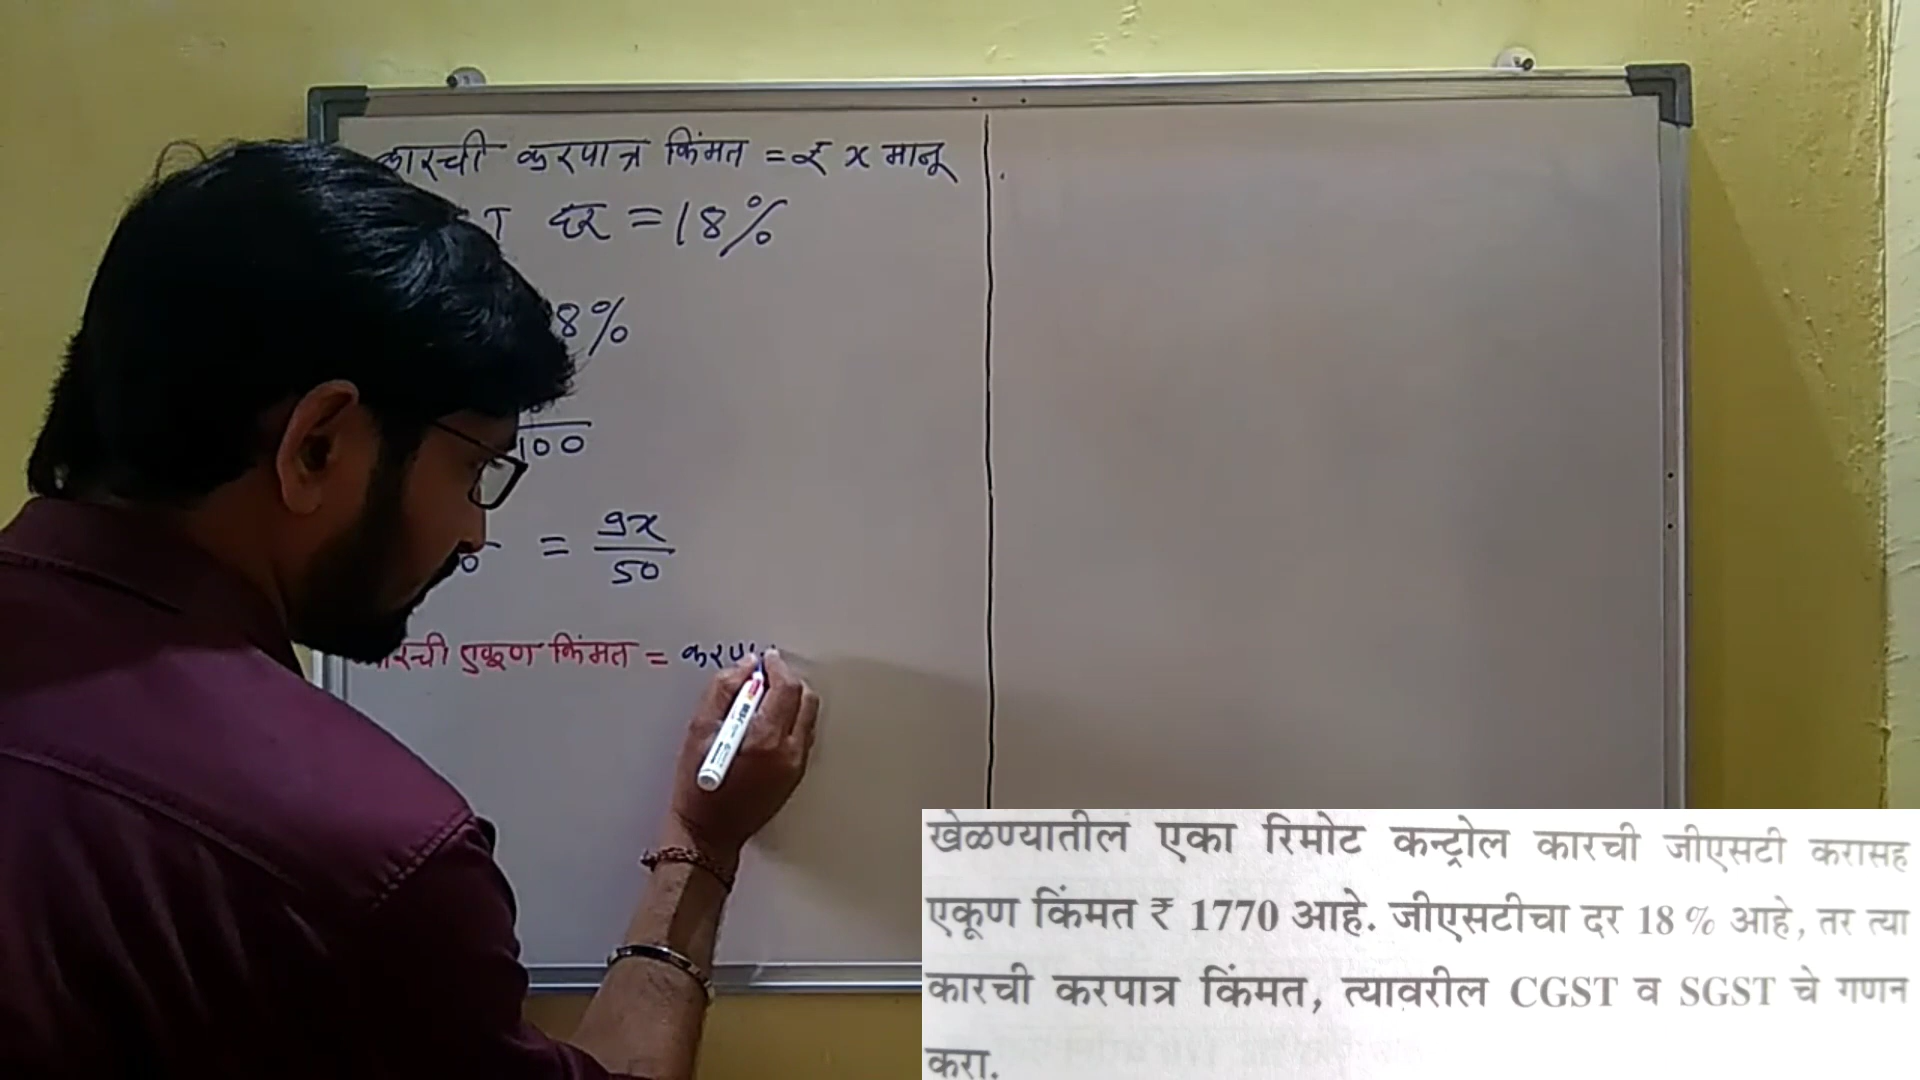 कारची करपात्र किंमत = ₹ x मानू
दर = 18%
8%
100
= 9x
50
एकूण किंमत = करपा
खेळण्यातील एका रिमोट कन्ट्रोल कारची जीएसटी करासह
एकूण किंमत ₹ 1770 आहे. जीएसटीचा दर 18 % आहे, तर त्या
कारची करपात्र किंमत, त्यावरील CGST व SGST चे गणन
करा.